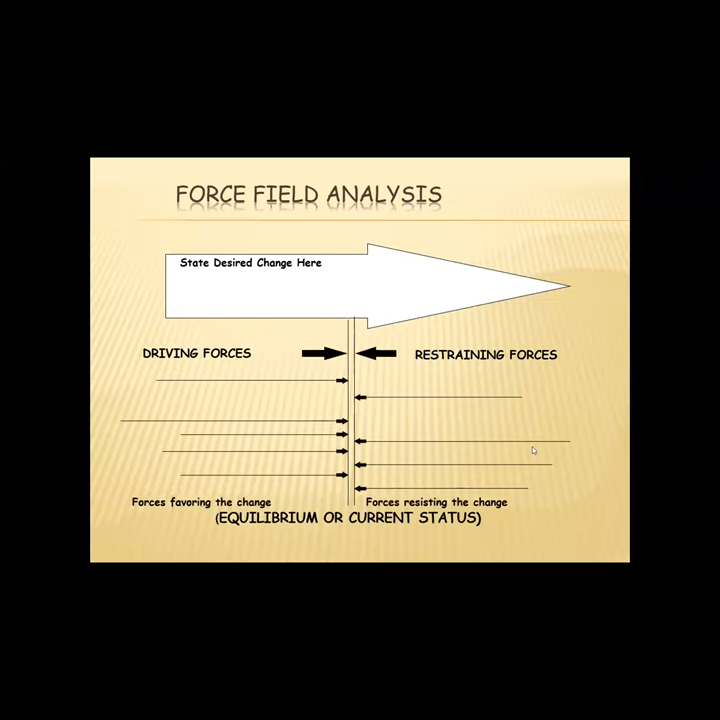 FORCE FIELD ANALYSIS
State Desired Change Here
DRIVING FORCES
RESTRAINING FORCES
Forces favoring the change
Forces resisting the change
(EQUILIBRIUM OR CURRENT STATUS)